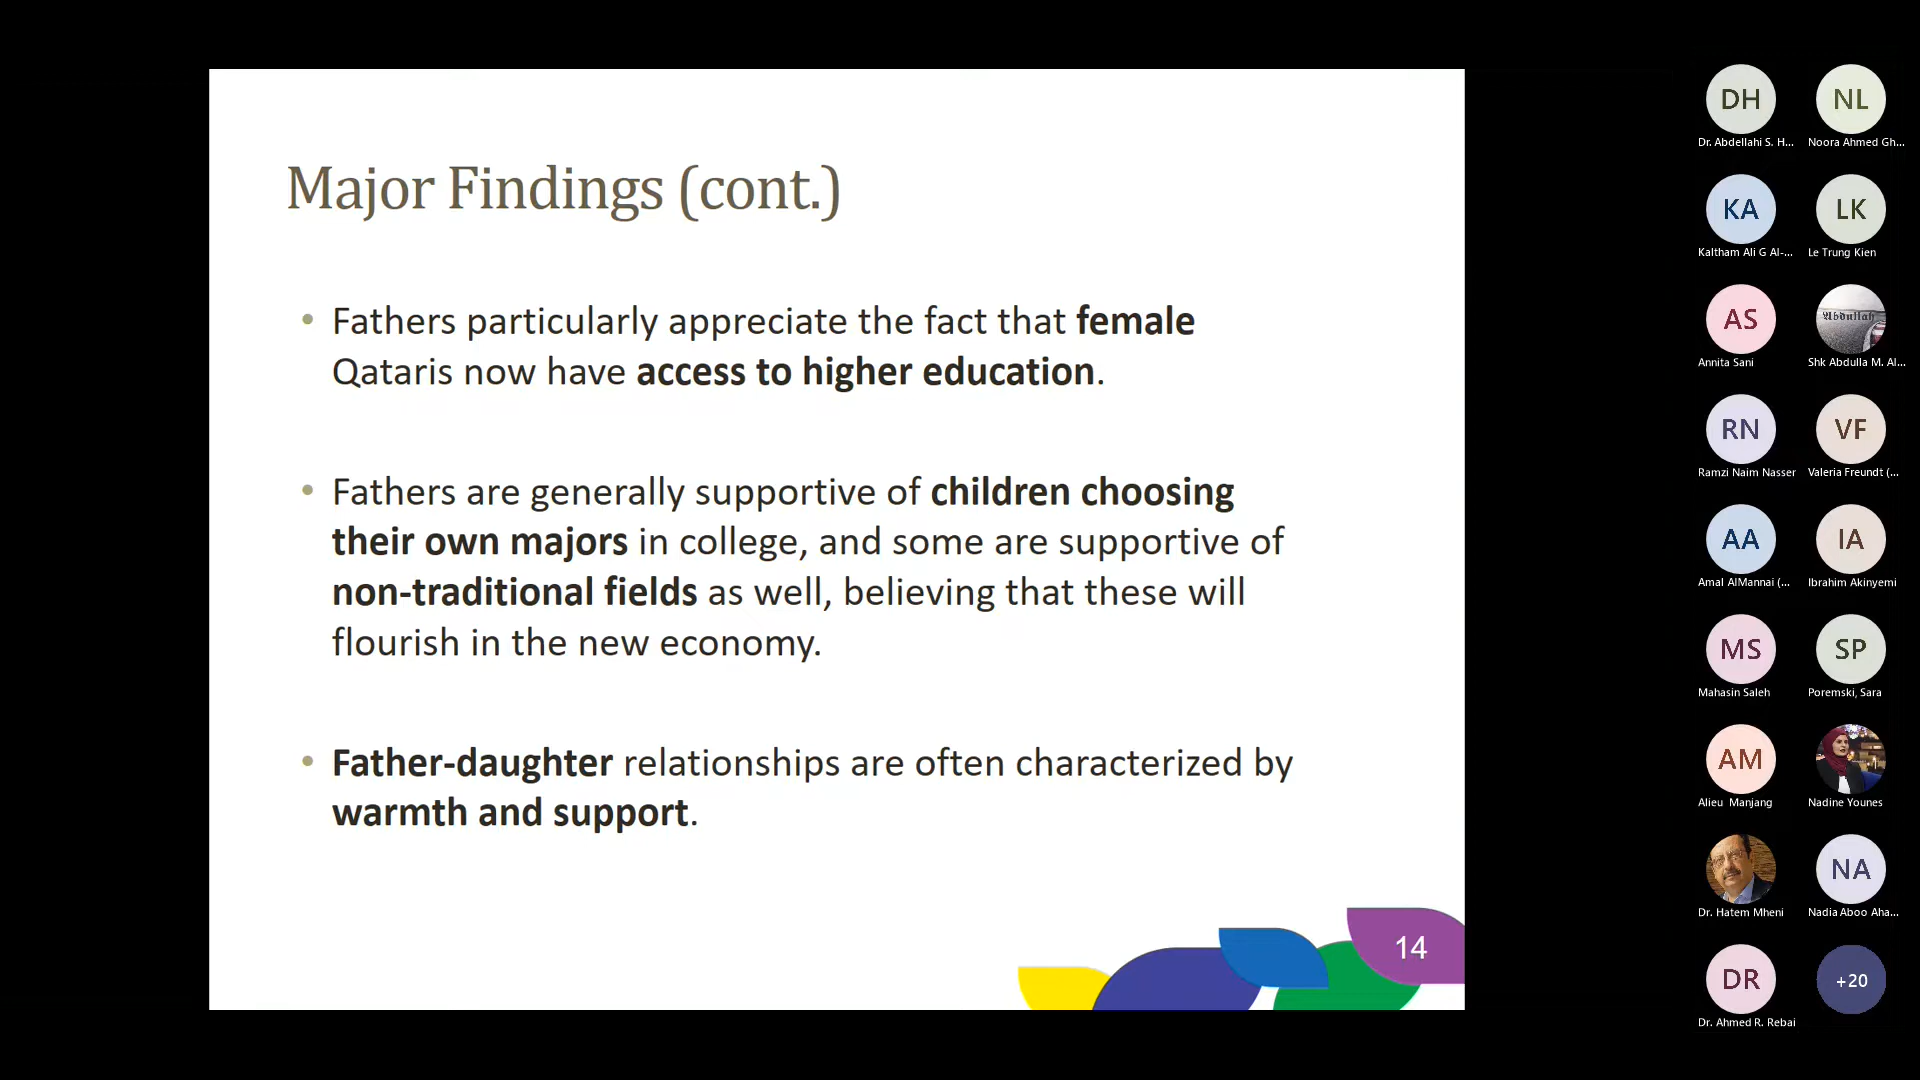 Major Findings (cont.)
• Fathers particularly appreciate the fact that female
Qataris now have access to higher education.
• Fathers are generally supportive of children choosing
their own majors in college, and some are supportive of
non-traditional fields as well, believing that these will
flourish in the new economy.
• Father-daughter relationships are often characterized by
warmth and support.
14
DH
Dr. Abdellahi S. H...
NL
Noora Ahmed Gh...
KA
Kaltham Ali G Al-...
LK
Le Trung Kien
AS
Annita Sani
Abdullah
Shk Abdulla M. Al...
RN
Ramzi Naim Nasser
VF
Valeria Freundt (...
AA
Amal AlMannai (...
IA
Ibrahim Akinyemi
MS
Mahasin Saleh
SP
Poremski, Sara
AM
Alieu Manjang
Nadine Younes
Dr. Hatem Mheni
NA
Nadia Aboo Aha...
DR
Dr. Ahmed R. Rebai
+20